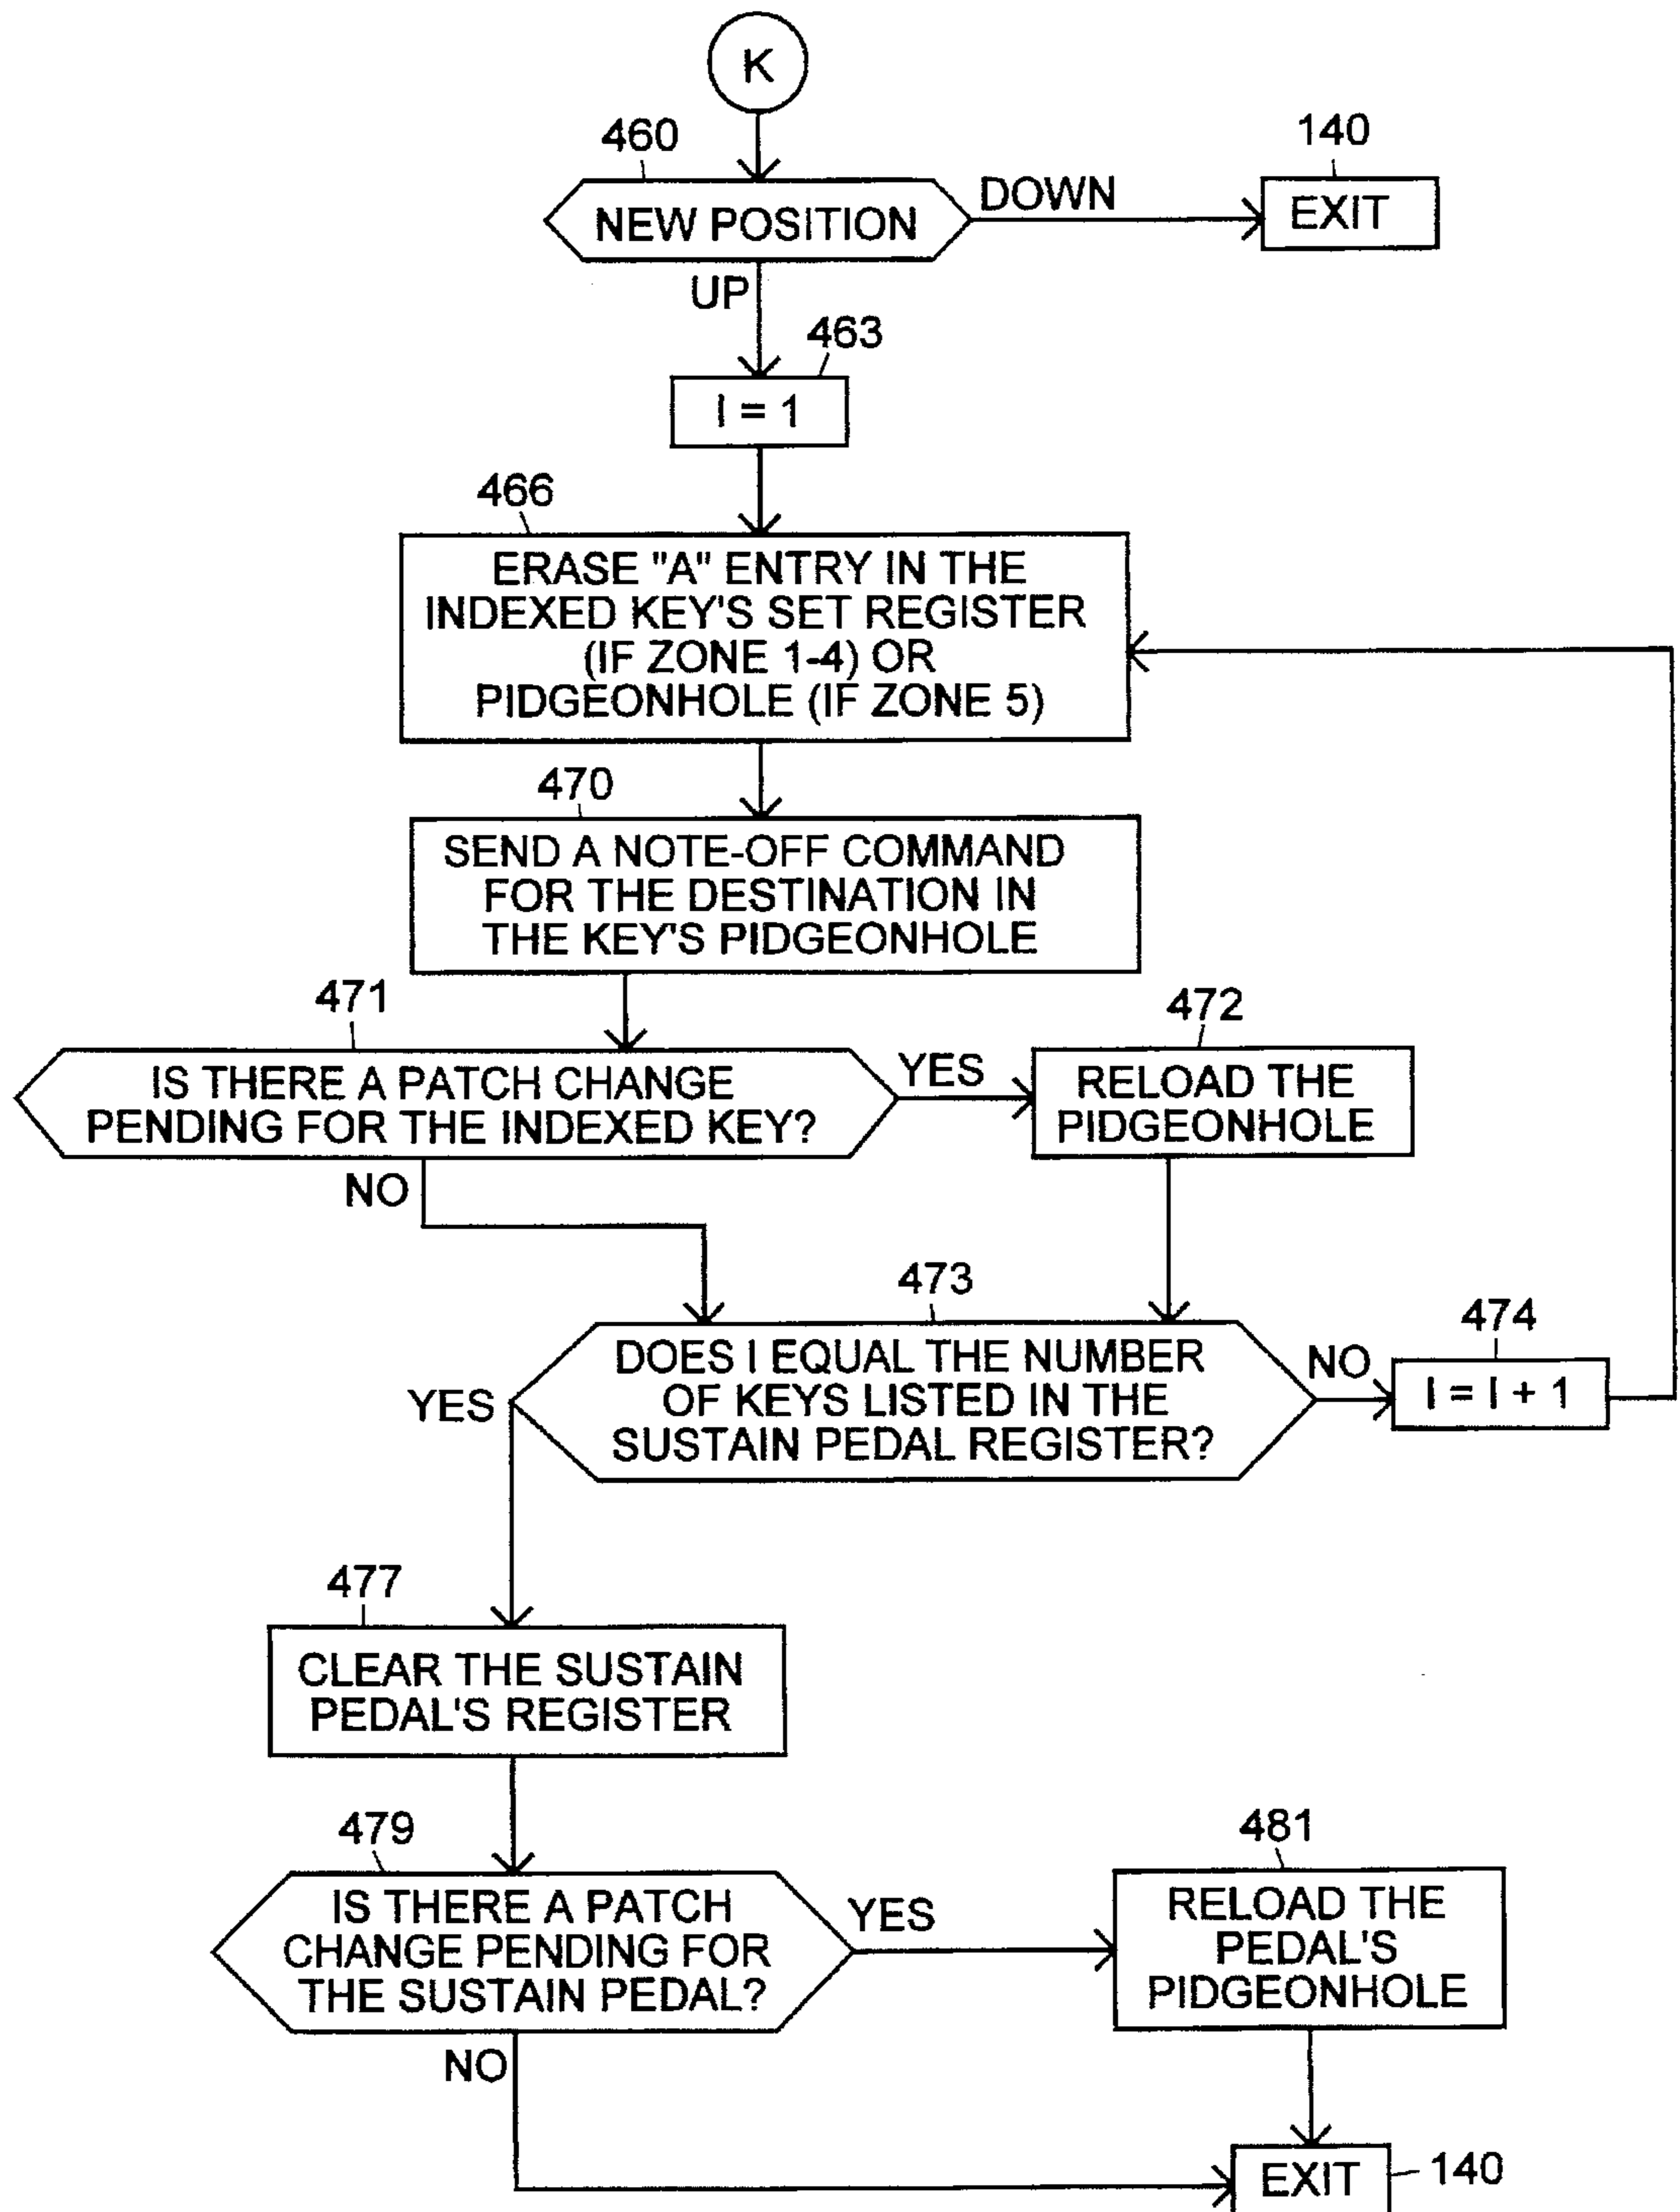 K
460
140
NEW POSITION
DOWN
EXIT
UP
463
I = 1
466
ERASE "A" ENTRY IN THE
INDEXED KEY'S SET REGISTER
(IF ZONE 1-4) OR
PIDGEONHOLE (IF ZONE 5)
470
SEND A NOTE-OFF COMMAND
FOR THE DESTINATION IN
THE KEY'S PIDGEONHOLE
471
472
IS THERE A PATCH CHANGE
PENDING FOR THE INDEXED KEY?
YES
RELOAD THE
PIDGEONHOLE
NO
473
474
DOES I EQUAL THE NUMBER
OF KEYS LISTED IN THE
SUSTAIN PEDAL REGISTER?
YES
NO
I = I + 1
477
CLEAR THE SUSTAIN
PEDAL'S REGISTER
479
481
IS THERE A PATCH
CHANGE PENDING FOR
THE SUSTAIN PEDAL?
YES
RELOAD THE
PEDAL'S
PIDGEONHOLE
NO
EXIT
140